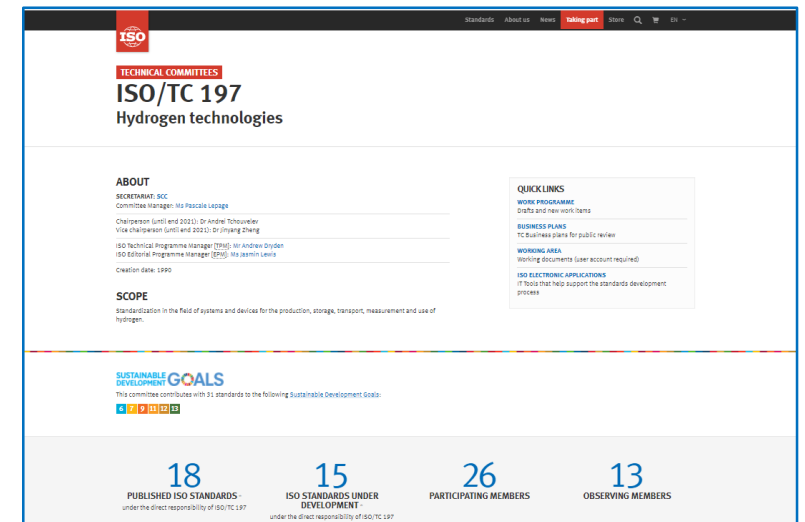 Standards About us News Taking part Store EN
ISO
TECHNICAL COMMITTEES
ISO/TC 197
Hydrogen technologies
ABOUT
SECRETARIAT: SCC
Committee Manager: Ms Pascale Lepage
Chairperson (until end 2021): Dr Andrei Tchouvelev
Vice chairperson (until end 2021): Dr Jinyang Zheng
ISO Technical Programme Manager [TPM]: Mr Andrew Dryden
ISO Editorial Programme Manager [EPM]: Ms Jasmin Lewis
Creation date: 1990
SCOPE
Standardization in the field of systems and devices for the production, storage, transport, measurement and use of
hydrogen.
QUICK LINKS
WORK PROGRAMME
Drafts and new work items
BUSINESS PLANS
TC Business plans for public review
WORKING AREA
Working documents (user account required)
ISO ELECTRONIC APPLICATIONS
IT Tools that help support the standards development
process
SUSTAINABLE DEVELOPMENT GOALS
This committee contributes with 31 standards to the following Sustainable Development Goals:
6 7 9 11 12 13
18
PUBLISHED ISO STANDARDS *
under the direct responsibility of ISO/TC 197
15
ISO STANDARDS UNDER
DEVELOPMENT *
under the direct responsibility of ISO/TC 197
26
PARTICIPATING MEMBERS
13
OBSERVING MEMBERS